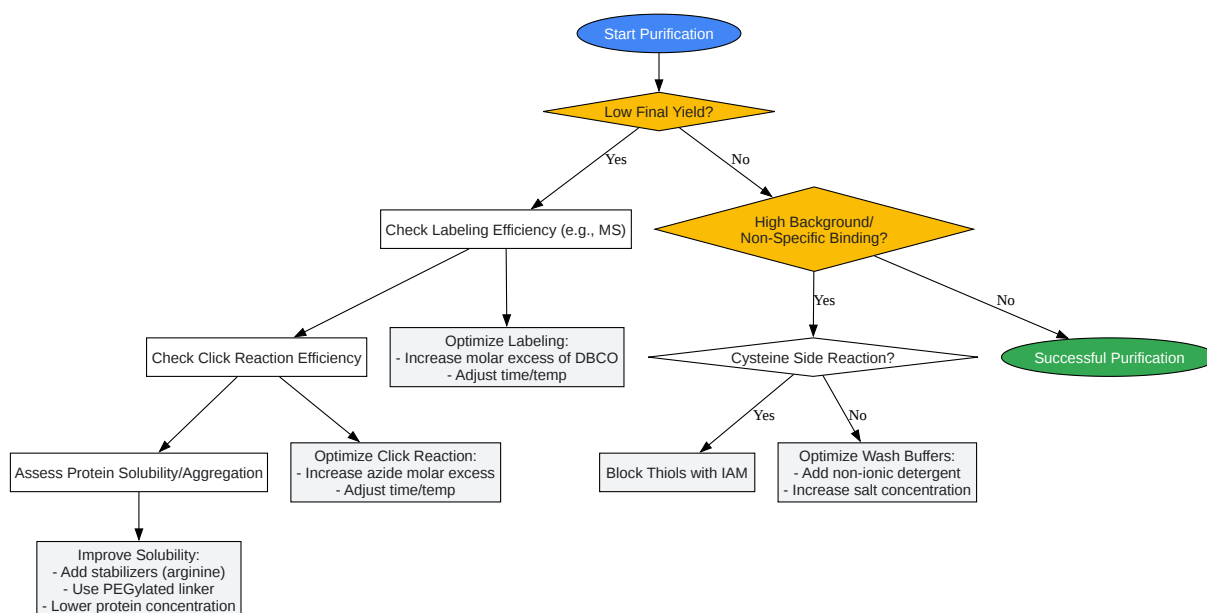 Start Purification
Low Final Yield?
Yes
No
Check Labeling Efficiency (e.g., MS)
High Background/
Non-Specific Binding?
Yes
No
Check Click Reaction Efficiency
Optimize Labeling:
- Increase molar excess of DBCO
- Adjust time/temp
Cysteine Side Reaction?
Successful Purification
Yes
No
Assess Protein Solubility/Aggregation
Optimize Click Reaction:
- Increase azide molar excess
- Adjust time/temp
Block Thiols with IAM
Optimize Wash Buffers:
- Add non-ionic detergent
- Increase salt concentration
Improve Solubility:
- Add stabilizers (arginine)
- Use PEGylated linker
- Lower protein concentration